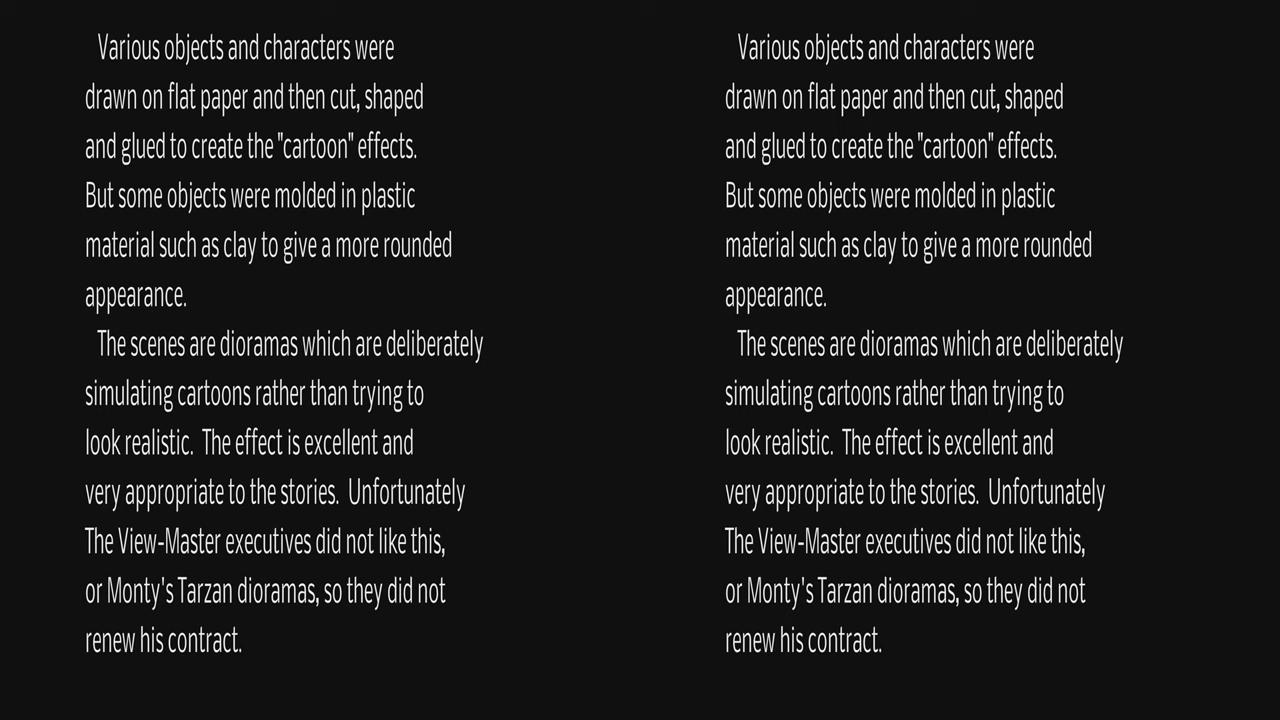 Various objects and characters were
drawn on flat paper and then cut, shaped
and glued to create the "cartoon" effects.
But some objects were molded in plastic
material such as clay to give a more rounded
appearance.
The scenes are dioramas which are deliberately
simulating cartoons rather than trying to
look realistic.  The effect is excellent and
very appropriate to the stories.  Unfortunately
The View-Master executives did not like this,
or Monty's Tarzan dioramas, so they did not
renew his contract.
Various objects and characters were
drawn on flat paper and then cut, shaped
and glued to create the "cartoon" effects.
But some objects were molded in plastic
material such as clay to give a more rounded
appearance.
The scenes are dioramas which are deliberately
simulating cartoons rather than trying to
look realistic.  The effect is excellent and
very appropriate to the stories.  Unfortunately
The View-Master executives did not like this,
or Monty's Tarzan dioramas, so they did not
renew his contract.